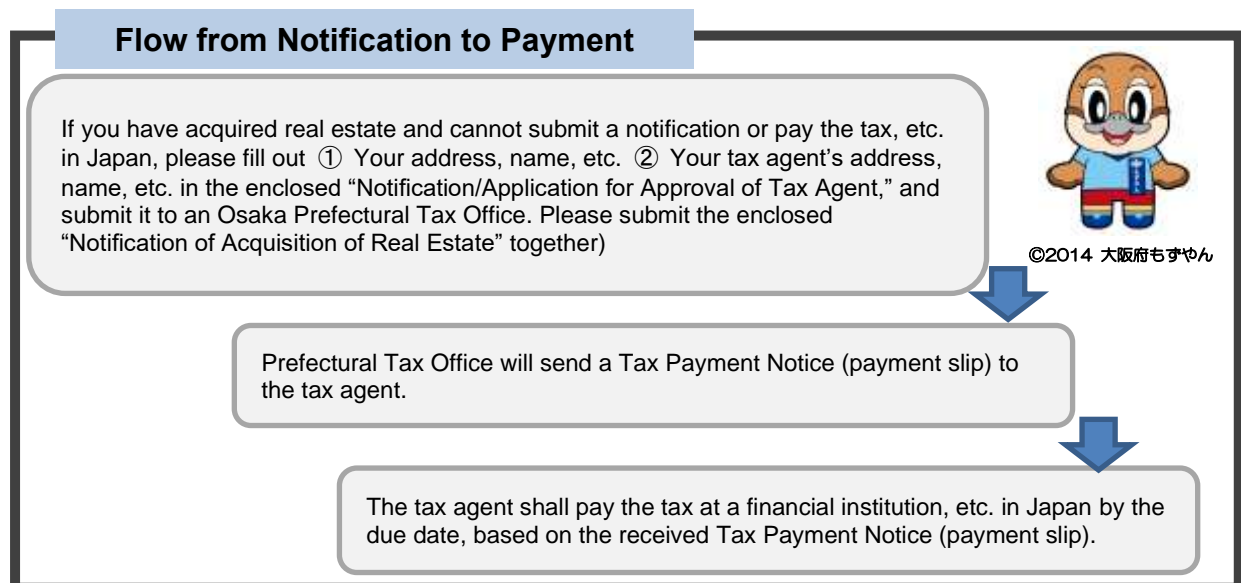 Flow from Notification to Payment
If you have acquired real estate and cannot submit a notification or pay the tax, etc.
in Japan, please fill out ① Your address, name, etc. ② Your tax agent’s address,
name, etc. in the enclosed “Notification/Application for Approval of Tax Agent,” and
submit it to an Osaka Prefectural Tax Office. Please submit the enclosed
“Notification of Acquisition of Real Estate” together)
©2014 大阪府もずやん
Prefectural Tax Office will send a Tax Payment Notice (payment slip) to
the tax agent.
The tax agent shall pay the tax at a financial institution, etc. in Japan by the
due date, based on the received Tax Payment Notice (payment slip).